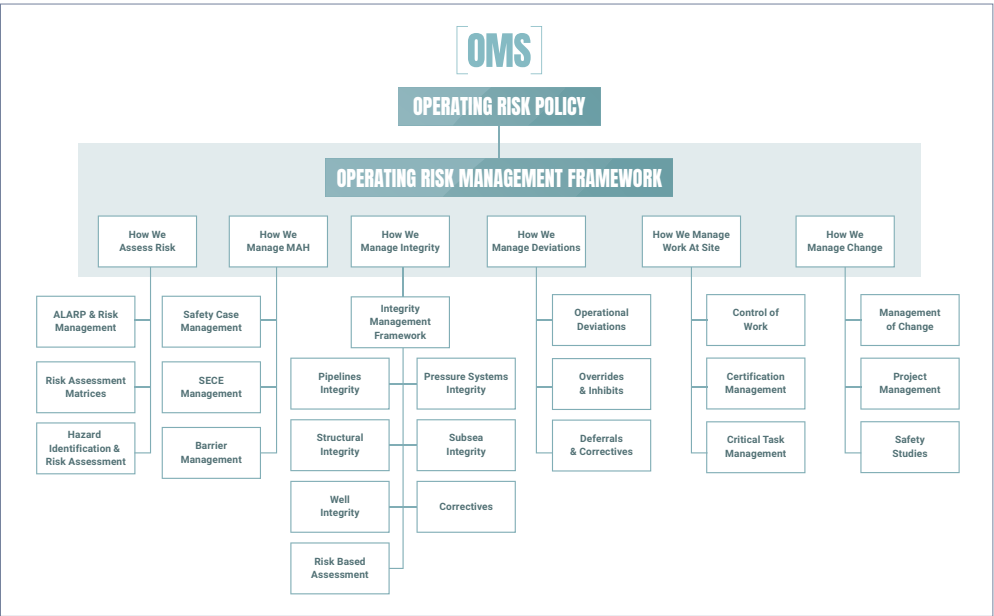 OMS
OPERATING RISK POLICY
OPERATING RISK MANAGEMENT FRAMEWORK
How We
Assess Risk
How We
Manage MAH
How We
Manage Integrity
How We
Manage Deviations
How We Manage
Work At Site
How We
Manage Change
ALARP & Risk
Management
Risk Assessment
Matrices
Hazard
Identification &
Risk Assessment
Safety Case
Management
SECE
Management
Barrier
Management
Integrity
Management
Framework
Pipelines
Integrity
Pressure Systems
Integrity
Structural
Integrity
Subsea
Integrity
Well
Integrity
Correctives
Risk Based
Assessment
Operational
Deviations
Overrides
& Inhibits
Deferrals
& Correctives
Control of
Work
Certification
Management
Critical Task
Management
Management
of Change
Project
Management
Safety
Studies